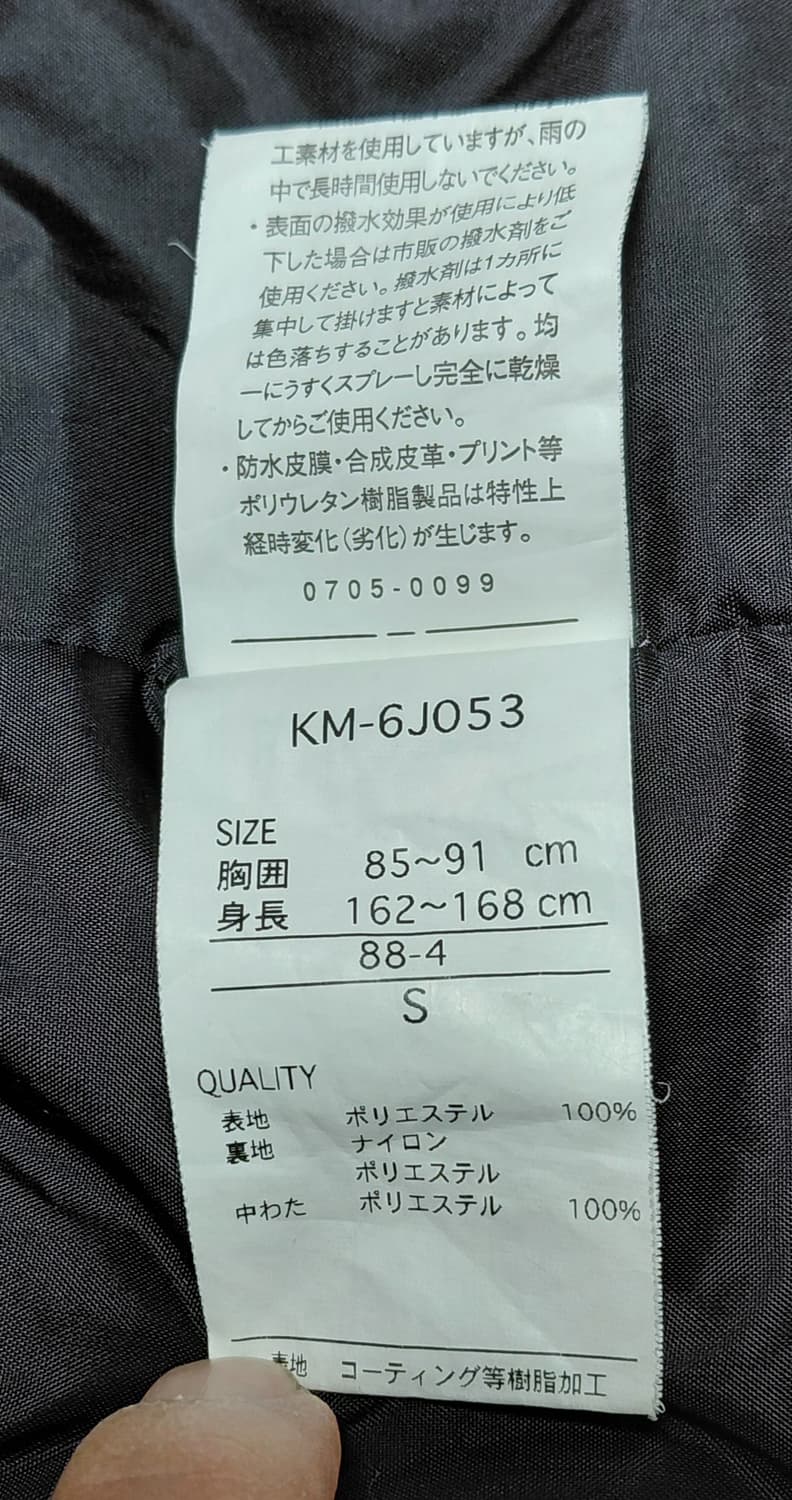 工素材を使用していますが、雨の
中で長時間使用しないでください。
・表面の撥水効果が使用により低
下した場合は市販の撥水剤をご
使用ください。撥水剤は1カ所に
集中して掛けますと素材によって
は色落ちすることがあります。均
一にうすくスプレーし完全に乾燥
してからご使用ください。
・防水皮膜・合成皮革・プリント等
ポリウレタン樹脂製品は特性上
経時変化(劣化)が生じます。
0705-0099
KM-6J053
SIZE
胸囲 85～91 cm
身長 162～168 cm
88-4
S
QUALITY
表地 ポリエステル 100%
裏地 ナイロン
ポリエステル
中わた ポリエステル 100%
表地 コーティング等樹脂加工